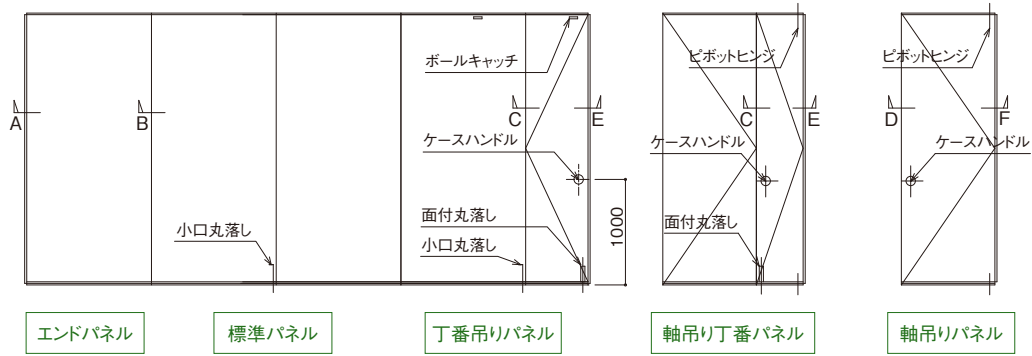 ボールキャッチ
ピボットヒンジ
ピボットヒンジ
A
B
C
E
C
E
D
F
ケースハンドル
ケースハンドル
ケースハンドル
小口丸落し
面付丸落し
小口丸落し
1000
面付丸落し
エンドパネル
標準パネル
丁番吊りパネル
軸吊り丁番パネル
軸吊りパネル